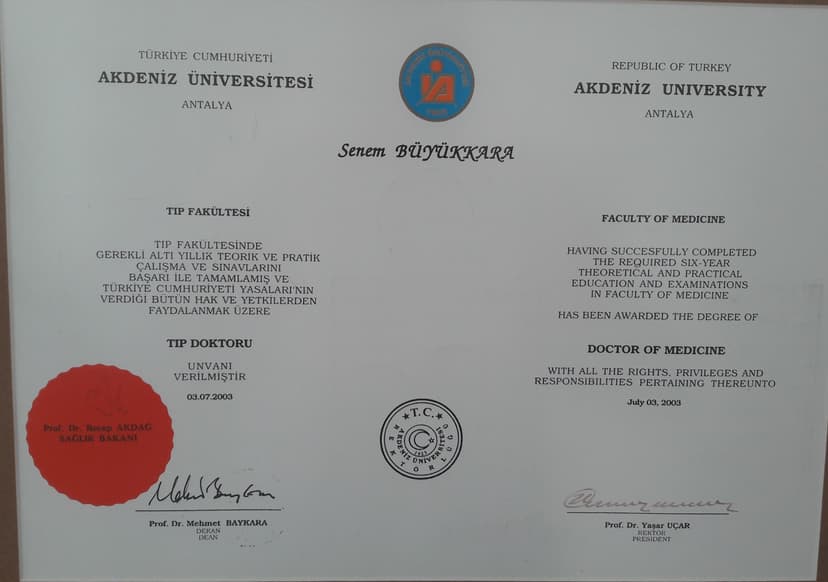 TÜRKİYE CUMHURİYETİ
AKDENİZ ÜNİVERSİTESİ
ANTALYA
REPUBLIC OF TURKEY
AKDENIZ UNIVERSITY
ANTALYA
Senem BÜYÜKKARA
TIP FAKÜLTESİ
TIP FAKÜLTESİNDE
GEREKLİ ALTI YILLIK TEORİK VE PRATİK
ÇALIŞMA VE SINAVLARINI
BAŞARI İLE TAMAMLAMIŞ VE
TÜRKİYE CUMHURİYETİ YASALARI'NIN
VERDİĞİ BÜTÜN HAK VE YETKİLERDEN
FAYDALANMAK ÜZERE
TIP DOKTORU
UNVANI
VERİLMİŞTİR
03.07.2003
FACULTY OF MEDICINE
HAVING SUCCESFULLY COMPLETED
THE REQUIRED SIX-YEAR
THEORETICAL AND PRACTICAL
EDUCATION AND EXAMINATIONS
IN FACULTY OF MEDICINE
HAS BEEN AWARDED THE DEGREE OF
DOCTOR OF MEDICINE
WITH ALL THE RIGHTS, PRIVILEGES AND
RESPONSIBILITIES PERTAINING THEREUNTO
July 03, 2003
Prof. Dr. Recep AKDAĞ
SAĞLIK BAKANI
T.C.
AKDENİZ ÜNİVERSİTESİ
REKTÖRLÜĞÜ
Prof. Dr. Mehmet BAYKARA
DEKAN
DEAN
Prof. Dr. Yaşar UÇAR
REKTÖR
PRESIDENT